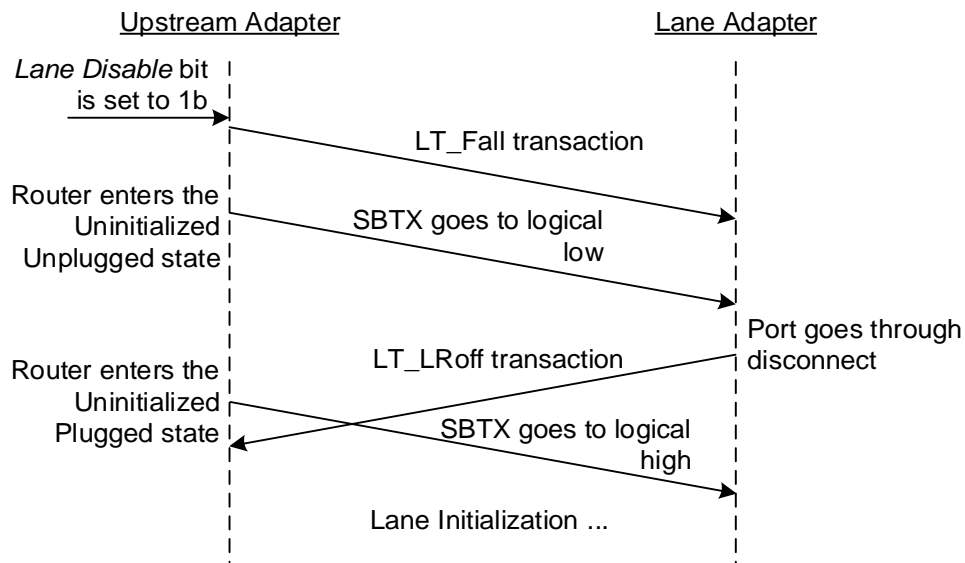 Upstream Adapter
Lane Adapter
Lane Disable bit
is set to 1b
LT_Fall transaction
Router enters the
Uninitialized
Unplugged state
SBTX goes to logical
low
Port goes through
disconnect
LT_LRoff transaction
Router enters the
Uninitialized
Plugged state
SBTX goes to logical
high
Lane Initialization ...